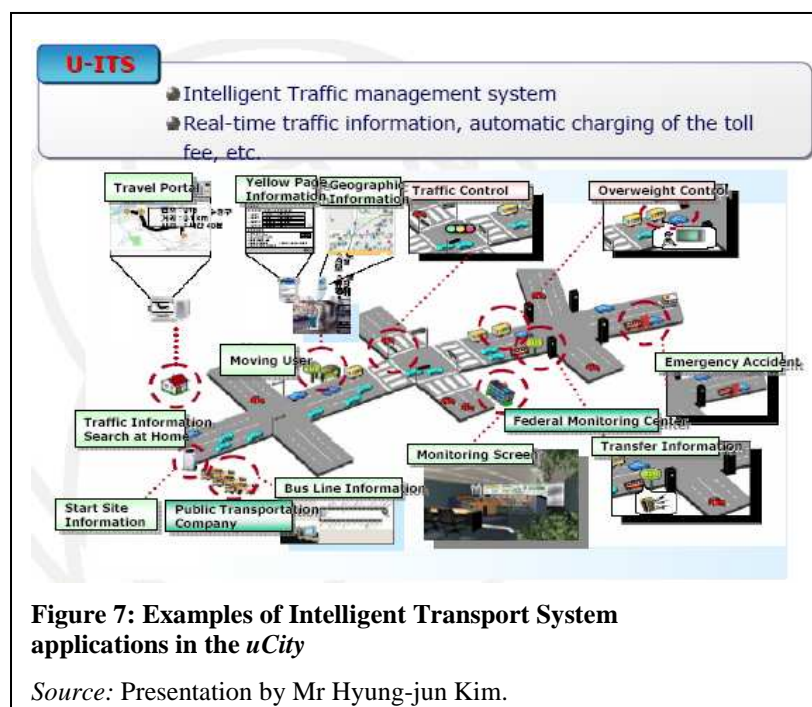 U-ITS
Intelligent Traffic management system
Real-time traffic information, automatic charging of the toll
fee, etc.
Travel Portal
Yellow Page
Information
Geographic
Information
Traffic Control
Overweight Control
Moving User
Emergency Accident
Traffic Information
Search at Home
Federal Monitoring Center
Monitoring Screen
Transfer Information
Start Site
Information
Public Transportation
Company
Bus Line Information
Figure 7: Examples of Intelligent Transport System
applications in the uCity
Source: Presentation by Mr Hyung-jun Kim.